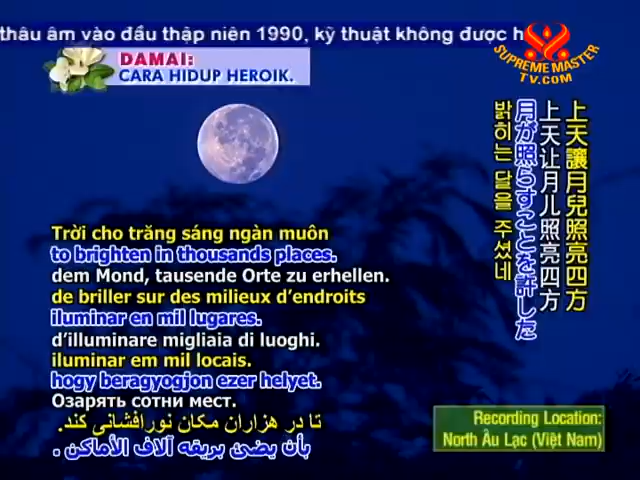 thâu âm vào đầu thập niên 1990, kỹ thuật không được h
SUPREME MASTER
TV.COM
DAMAI:
CARA HIDUP HEROIK.
上天讓月兒照亮四方
上天让月儿照亮四方
月が照らすことを許した
밝히는 달을 주셨네
Trời cho trăng sáng ngàn muôn
to brighten in thousands places.
dem Mond, tausende Orte zu erhellen.
de briller sur des milieux d'endroits
iluminar en mil lugares.
d'illuminare migliaia di luoghi.
iluminar em mil locais.
hogy beragyogjon ezer helyet.
Озарять сотни мест.
تا در هزاران مکان نورافشانی کند.
بأن يضئ بريقه آلاف الأماكن .
Recording Location:
North Âu Lạc (Việt Nam)